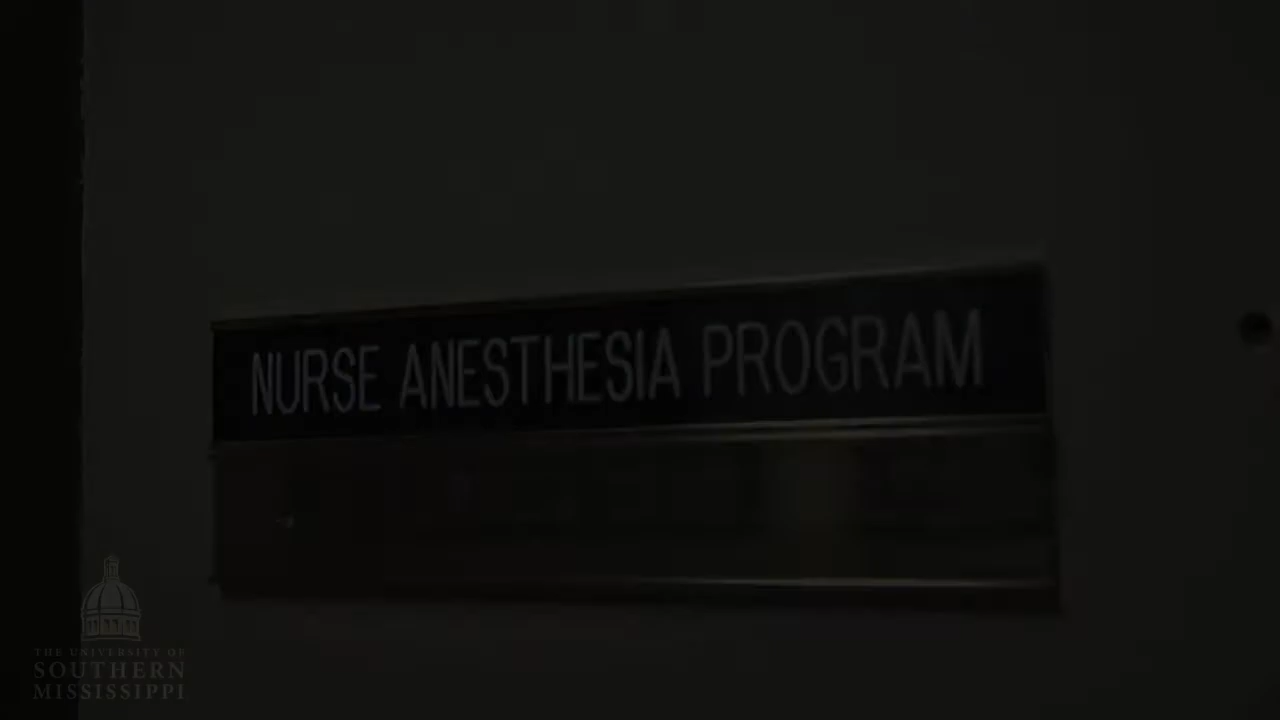 NURSE ANESTHESIA PROGRAM
THE UNIVERSITY OF
SOUTHERN
MISSISSIPPI